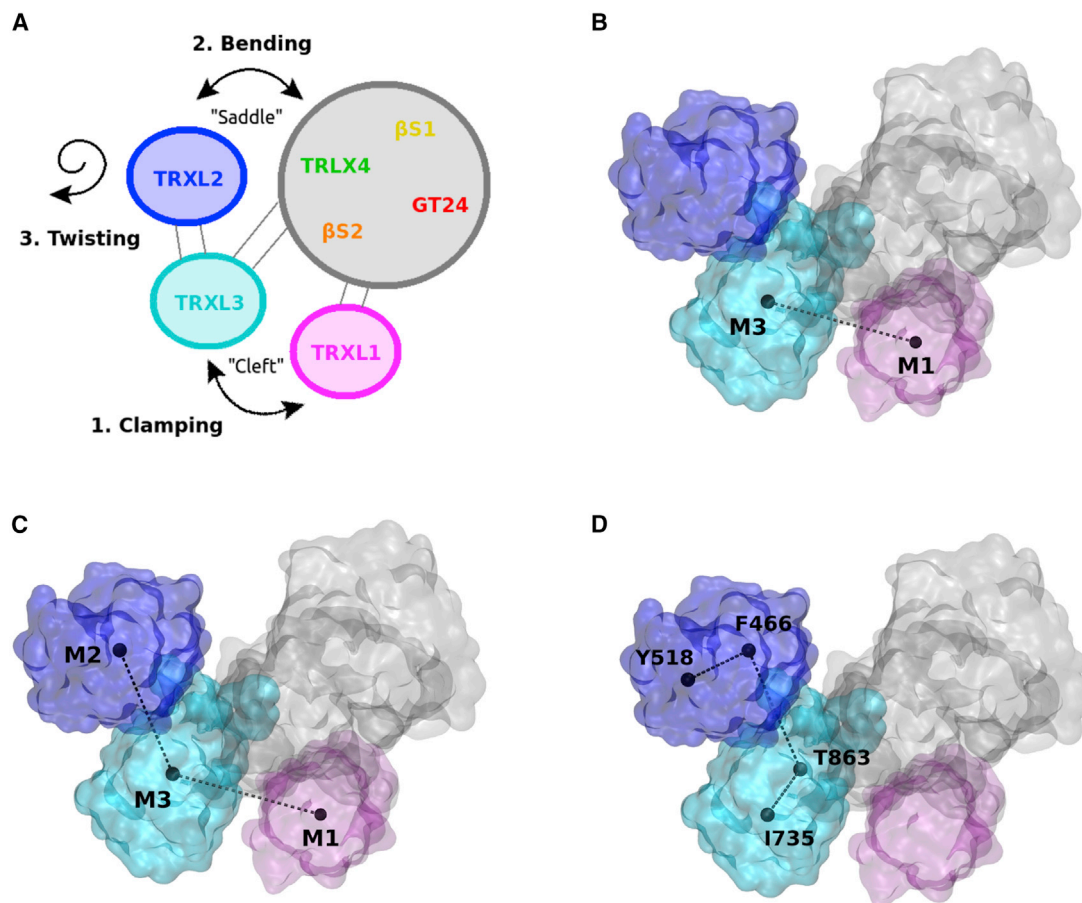 A
2. Bending
"Saddle"
βS1
TRLX4
TRXL2
GT24
3. Twisting
βS2
TRXL3
TRXL1
"Cleft"
1. Clamping
B
M3
M1
C
M2
M3
M1
D
F466
Y518
T863
I735